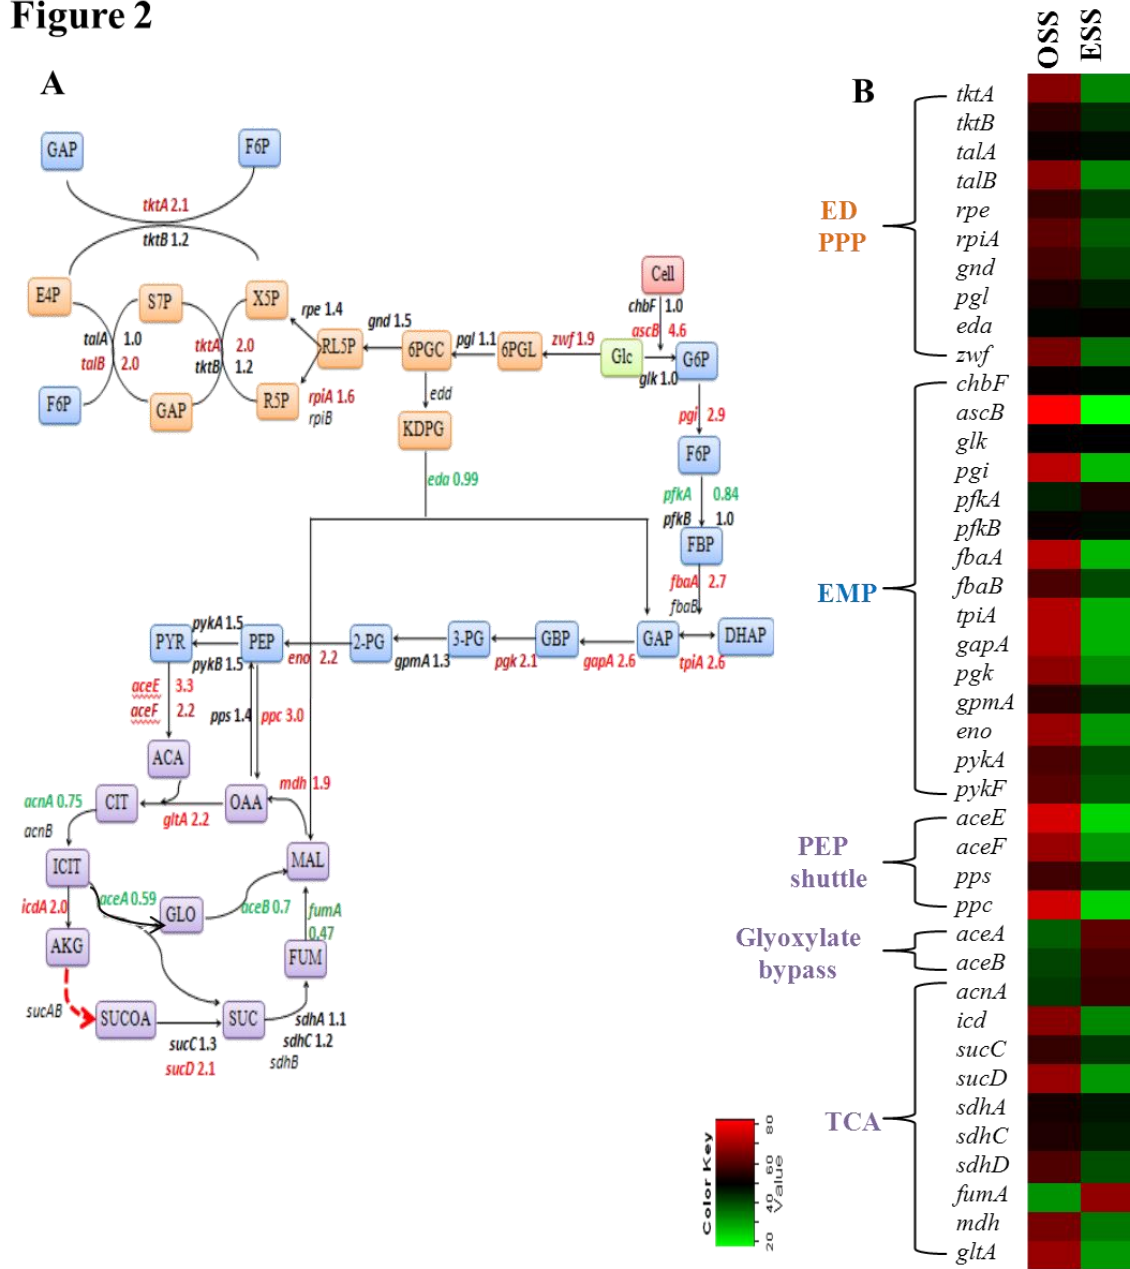 Figure 2
A
GAP
F6P
tktA 2.1
tktB 1.2
E4P
S7P
X5P
talA 1.0
talB 2.0
tktA 2.0
tktB 1.2
F6P
GAP
R5P
rpe 1.4
rpiA 1.6
rpiB
RL5P
gnd 1.5
6PGC
pgl 1.1
6PGL
zwf 1.9
Glc
Cell
chbF 1.0
ascB 4.6
glk 1.0
G6P
edd
KDPG
eda 0.99
pgi 2.9
F6P
pfkA 0.84
pfkB 1.0
FBP
fbaA 2.7
fbaB
PYR
pykA 1.5
pykB 1.5
PEP
eno 2.2
2-PG
gpmA 1.3
3-PG
pgk 2.1
GBP
gapA 2.6
GAP
tpiA 2.6
DHAP
aceE 3.3
aceF 2.2
pps 1.4
ppc 3.0
ACA
mdh 1.9
acnA 0.75
acnB
CIT
gltA 2.2
OAA
ICIT
MAL
icdA 2.0
aceA 0.59
GLO
aceB 0.7
fumA
0.47
AKG
FUM
sucAB
SUCOA
SUC
sucC 1.3
sucD 2.1
sdhA 1.1
sdhC 1.2
sdhB
B
OSS
ESS
ED
PPP
tktA
tktB
talA
talB
rpe
rpiA
gnd
pgl
eda
zwf
EMP
chbF
ascB
glk
pgi
pfkA
pfkB
fbaA
fbaB
tpiA
gapA
pgk
gpmA
eno
pykA
pykF
PEP
shuttle
aceE
aceF
pps
ppc
Glyoxylate
bypass
aceA
aceB
TCA
acnA
icd
sucC
sucD
sdhA
sdhC
sdhD
fumA
mdh
gltA
Color Key
20 40 60 80
Value